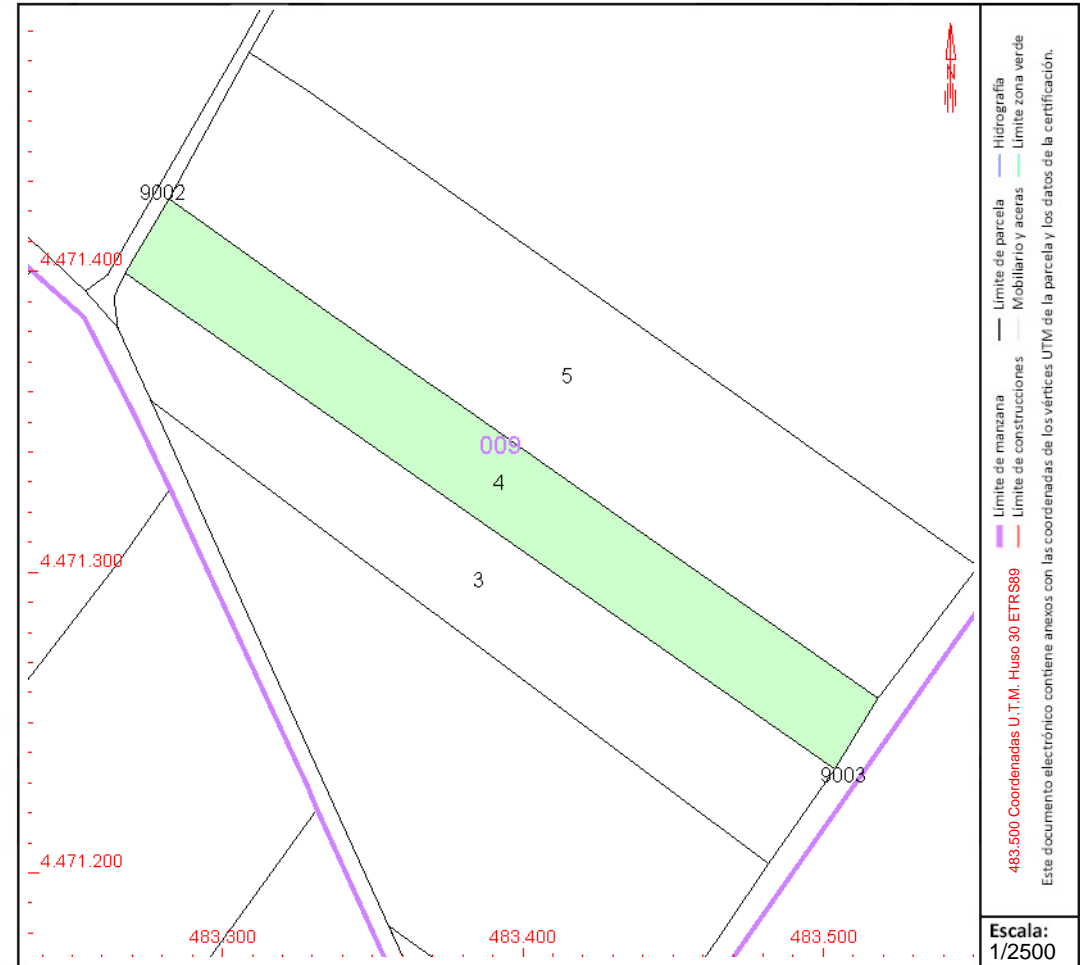 N
9002
4.471.400
5
009
4
4.471.300
3
9003
4.471.200
483.300
483.400
483.500
483.500 Coordenadas U.T.M. Huso 30 ETRS89
Límite de manzana
Límite de parcela
Hidrografía
Límite de construcciones
Mobiliario y aceras
Límite zona verde
Este documento electrónico contiene anexos con las coordenadas de los vértices UTM de la parcela y los datos de la certificación.
Escala:
1/2500